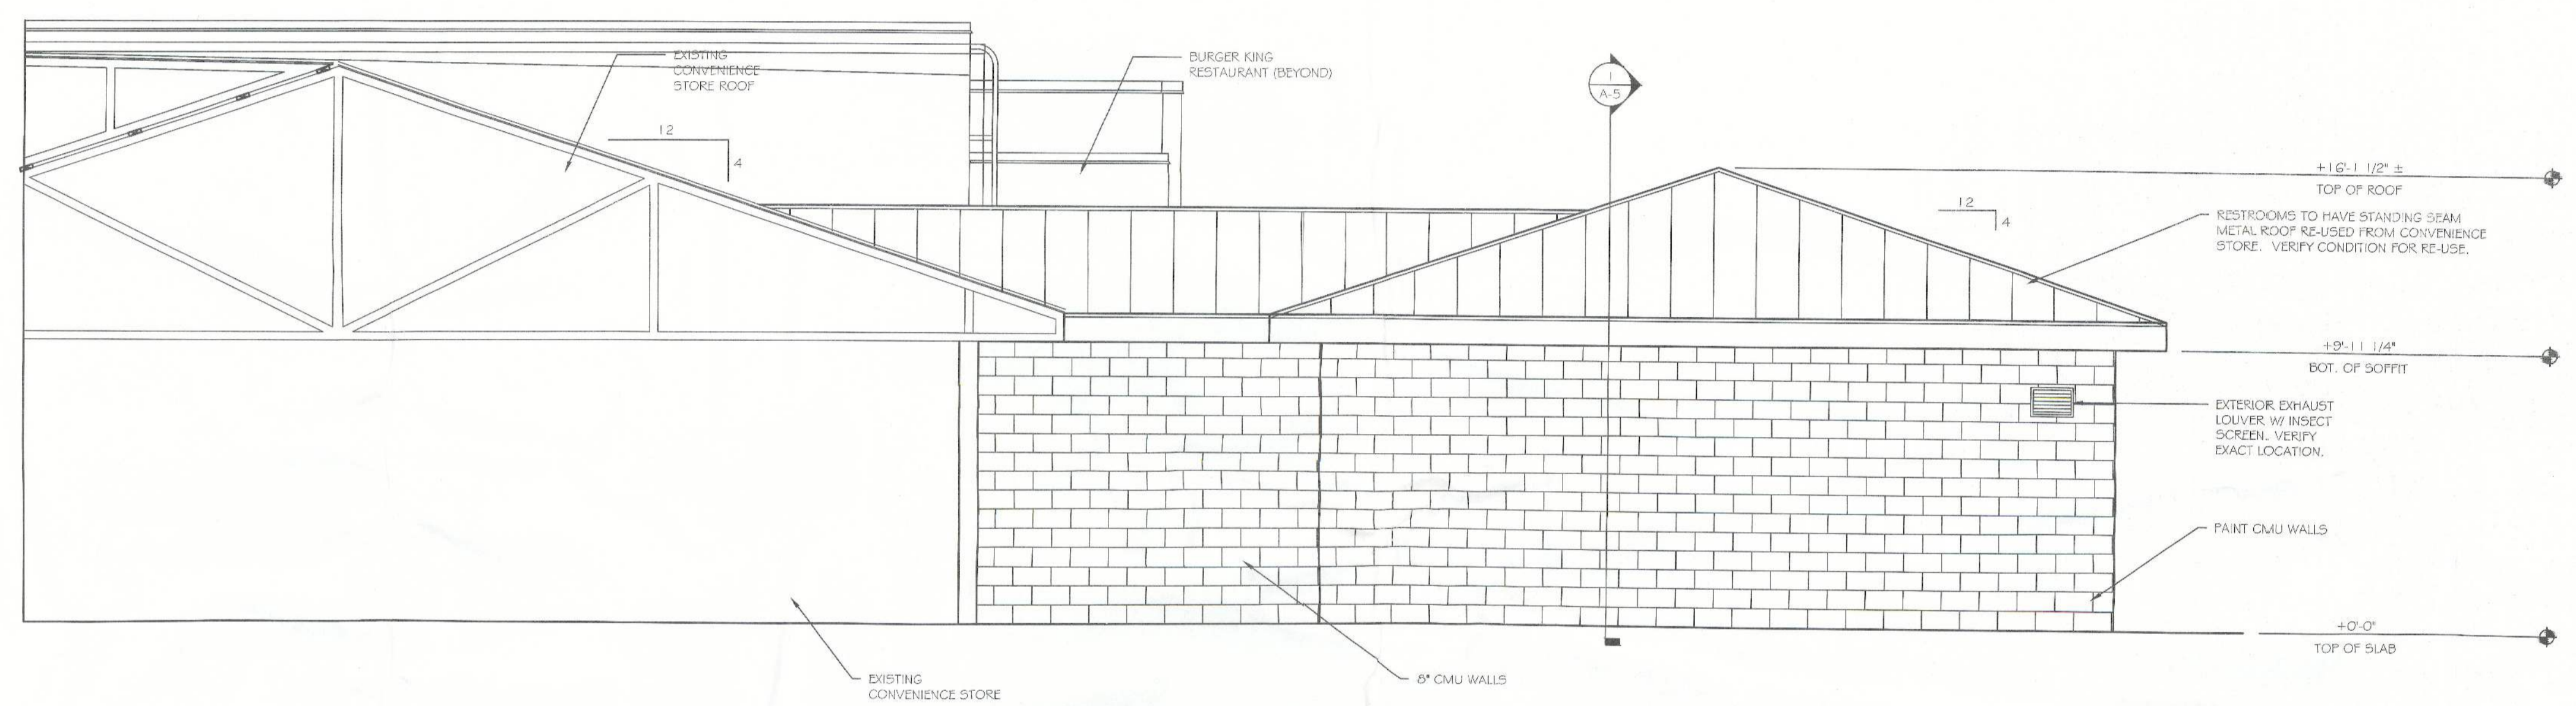 EXISTING
CONVENIENCE
STORE ROOF
BURGER KING
RESTAURANT (BEYOND)
1
A-5
12
4
+16'-1 1/2" ±
TOP OF ROOF
12
4
RESTROOMS TO HAVE STANDING SEAM
METAL ROOF RE-USED FROM CONVENIENCE
STORE. VERIFY CONDITION FOR RE-USE.
+9'-11 1/4"
BOT. OF SOFFIT
EXTERIOR EXHAUST
LOUVER W/ INSECT
SCREEN. VERIFY
EXACT LOCATION.
PAINT CMU WALLS
+0'-0"
TOP OF SLAB
EXISTING
CONVENIENCE STORE
8" CMU WALLS